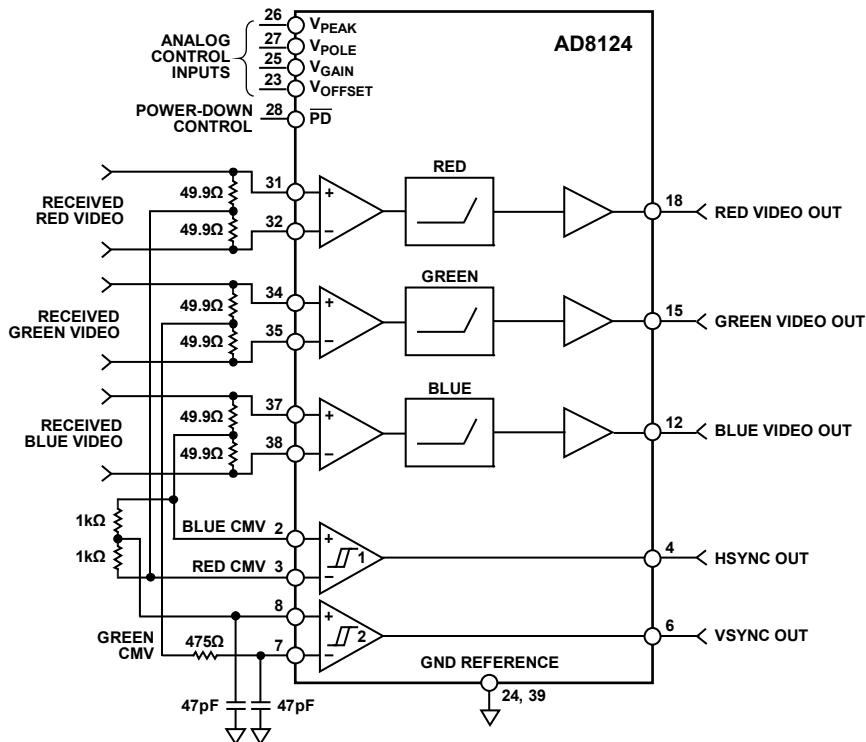 AD8124
ANALOG
CONTROL
INPUTS
26 VPEAK
27 VPOLE
25 VGAIN
23 VOFFSET
POWER-DOWN
CONTROL
28 PD
RECEIVED
RED VIDEO
49.9Ω
49.9Ω
31 +
32 –
RED
18 RED VIDEO OUT
RECEIVED
GREEN VIDEO
49.9Ω
49.9Ω
34 +
35 –
GREEN
15 GREEN VIDEO OUT
RECEIVED
BLUE VIDEO
49.9Ω
49.9Ω
37 +
38 –
BLUE
12 BLUE VIDEO OUT
1kΩ
1kΩ
BLUE CMV 2 +
RED CMV 3 –
1
4 HSYNC OUT
8 +
GREEN
CMV
475Ω
7 –
2
6 VSYNC OUT
47pF
47pF
GND REFERENCE
24, 39